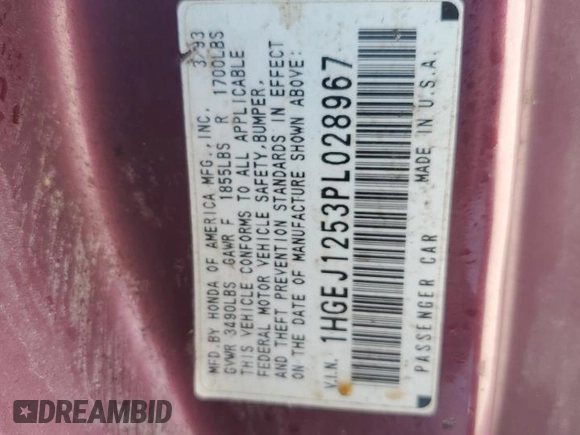 MFD.BY HONDA OF AMERICA MFG.,INC. 3/93
GVWR 3490LBS GAWR F 1855LBS R 1700LBS
THIS VEHICLE CONFORMS TO ALL APPLICABLE
FEDERAL MOTOR VEHICLE SAFETY,BUMPER,
AND THEFT PREVENTION STANDARDS IN EFFECT
ON THE DATE OF MANUFACTURE SHOWN ABOVE:
V.I.N. 1HGEJ1253PL028967
PASSENGER CAR MADE IN U.S.A.
DREAMBID